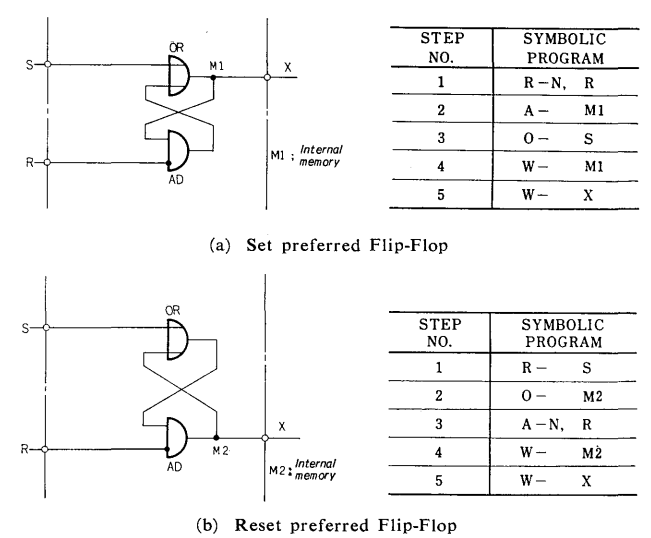 OR
S
M1
X
M1 ; Internal
memory
R
AD
STEP NO. SYMBOLIC PROGRAM
1 R-N, R
2 A- M1
3 O- S
4 W- M1
5 W- X
(a) Set preferred Flip-Flop
OR
S
X
R
M2
AD
M2; Internal
memory
STEP NO. SYMBOLIC PROGRAM
1 R- S
2 O- M2
3 A-N, R
4 W- M2
5 W- X
(b) Reset preferred Flip-Flop